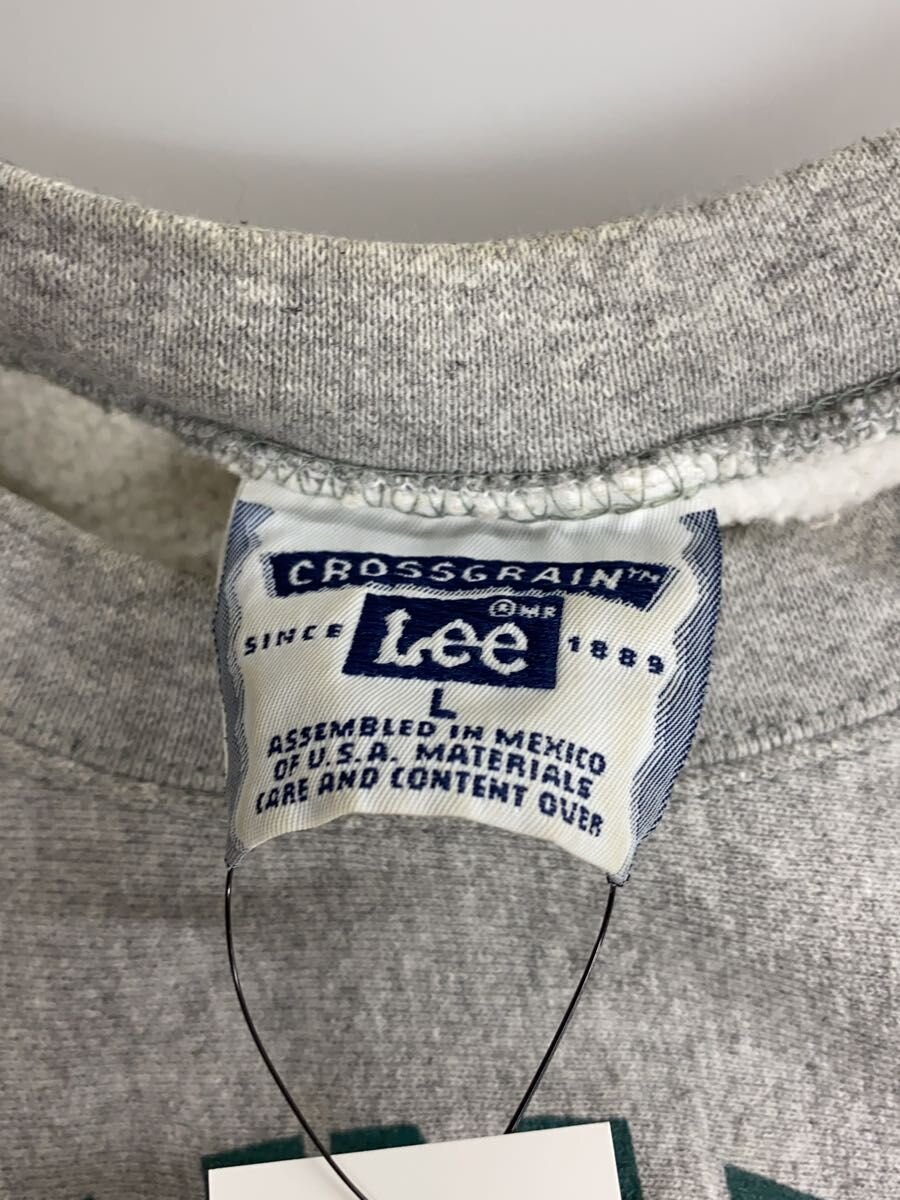 CROSSGRAIN™
® MR
SINCE Lee 1889
L
ASSEMBLED IN MEXICO
OF U.S.A. MATERIALS
CARE AND CONTENT OVER